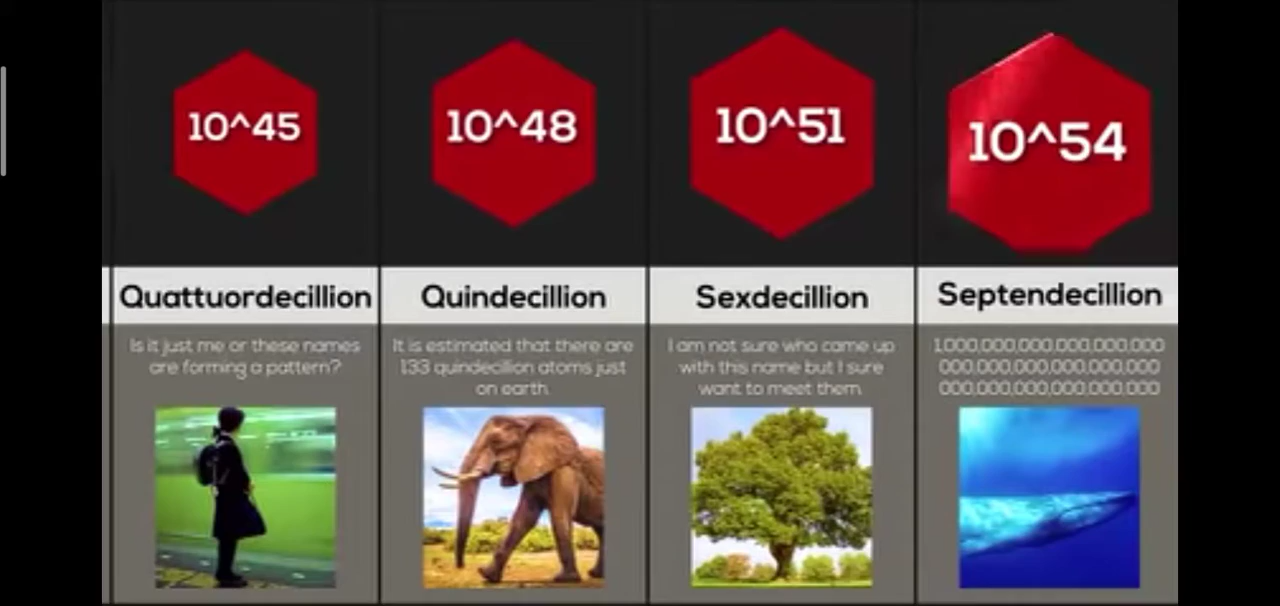 10^45
10^48
10^51
10^54
Quattuordecillion
Quindecillion
Sexdecillion
Septendecillion
Is it just me or these names
are forming a pattern?
It is estimated that there are
133 quindecillion atoms just
on earth.
I am not sure who came up
with this name but I sure
want to meet them.
1,000,000,000,000,000,000
000,000,000,000,000,000
000,000,000,000,000,000